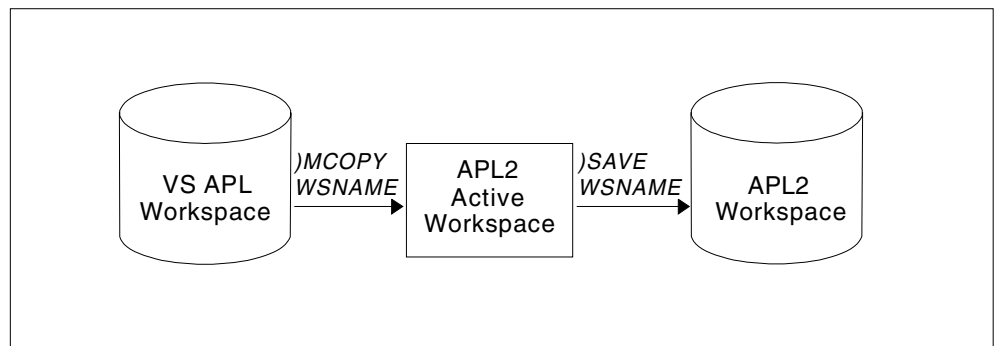 VS APL
Workspace
)MCOPY
WSNAME
APL2
Active
Workspace
)SAVE
WSNAME
APL2
Workspace